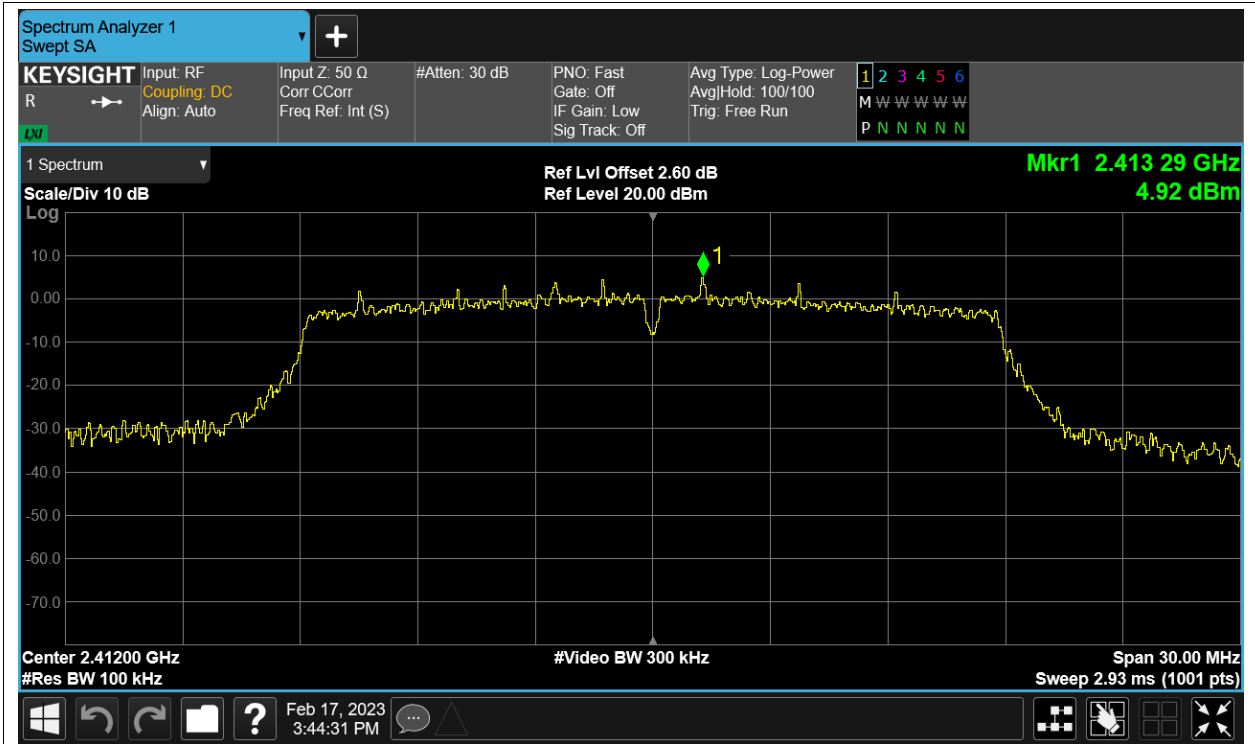 Spectrum Analyzer 1
Swept SA
KEYSIGHT
R
LXI
Input: RF
Coupling: DC
Align: Auto
Input Z: 50 Ω
Corr CCorr
Freq Ref: Int (S)
#Atten: 30 dB
PNO: Fast
Gate: Off
IF Gain: Low
Sig Track: Off
Avg Type: Log-Power
Avg|Hold: 100/100
Trig: Free Run
1 2 3 4 5 6
M W W W W W
P N N N N N
1 Spectrum
Scale/Div 10 dB
Log
Ref Lvl Offset 2.60 dB
Ref Level 20.00 dBm
Mkr1 2.413 29 GHz
4.92 dBm
1
10.0
0.00
-10.0
-20.0
-30.0
-40.0
-50.0
-60.0
-70.0
Center 2.41200 GHz
#Res BW 100 kHz
#Video BW 300 kHz
Span 30.00 MHz
Sweep 2.93 ms (1001 pts)
?
Feb 17, 2023
3:44:31 PM